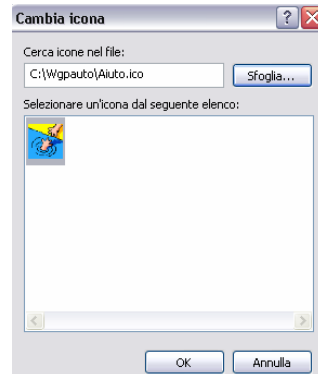 Cambia icona
Cerca icone nel file:
C:\Wgpauto\Aiuto.ico
Sfoglia...
Selezionare un'icona dal seguente elenco:
OK
Annulla